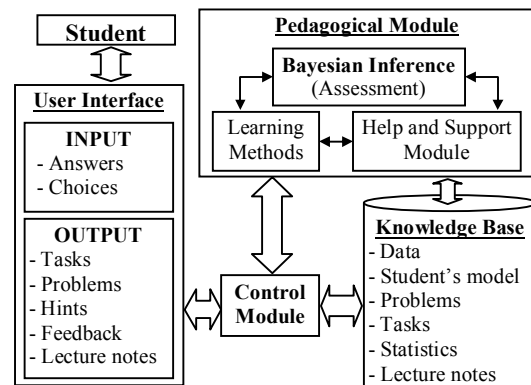 Student
User Interface
INPUT
- Answers
- Choices
OUTPUT
- Tasks
- Problems
- Hints
- Feedback
- Lecture notes
Pedagogical Module
Bayesian Inference
(Assessment)
Learning
Methods
Help and Support
Module
Control
Module
Knowledge Base
- Data
- Student's model
- Problems
- Tasks
- Statistics
- Lecture notes